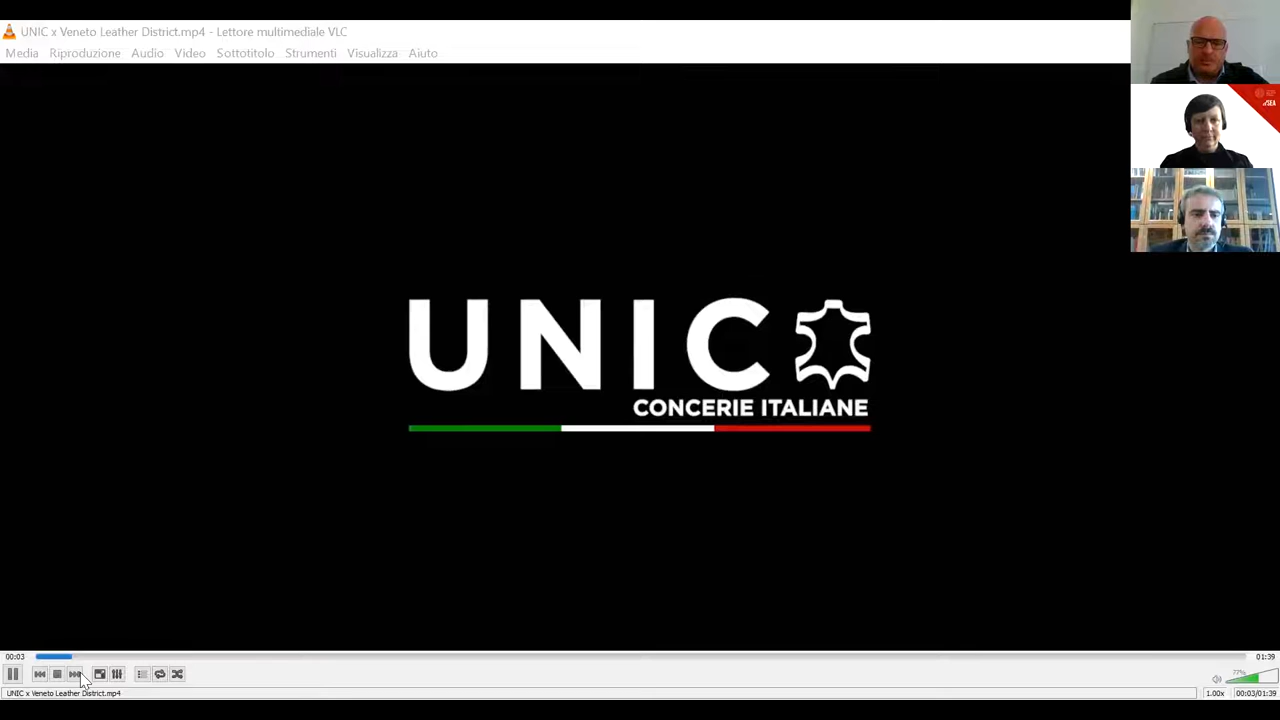 UNIC x Veneto Leather District.mp4 - Lettore multimediale VLC
Media Riproduzione Audio Video Sottotitolo Strumenti Visualizza Aiuto
UNIC
CONCERIE ITALIANE
00:03
01:39
77%
UNIC x Veneto Leather District.mp4
1.00x
00:03/01:39